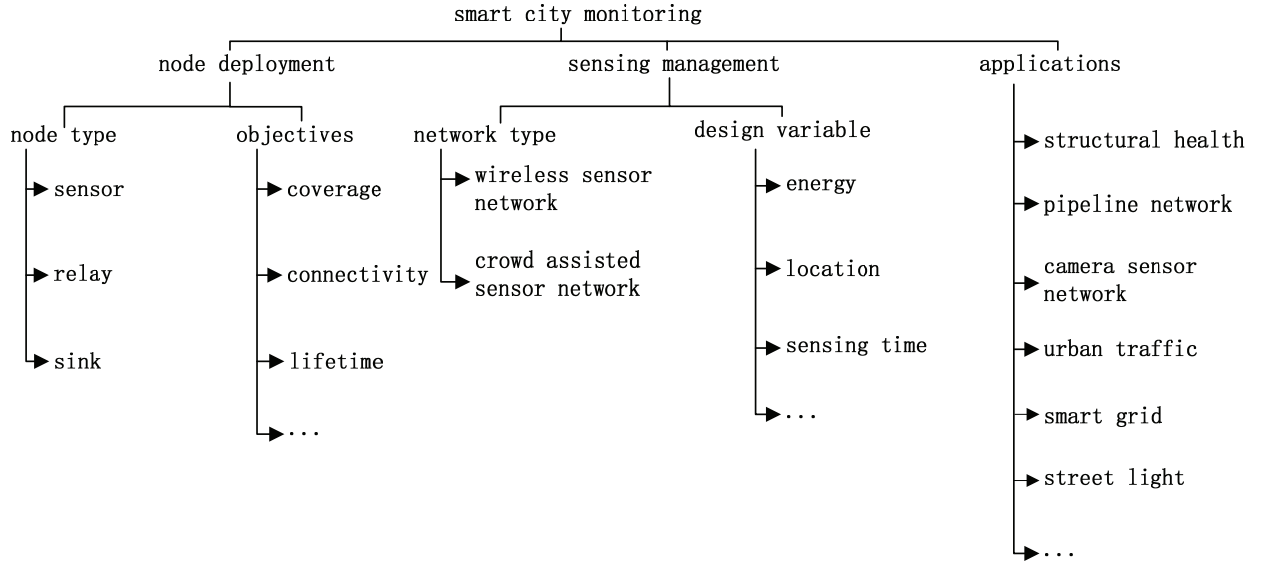 smart city monitoring
node deployment
sensing management
applications
node type
objectives
network type
design variable
sensor
relay
sink
coverage
connectivity
lifetime
...
wireless sensor
network
crowd assisted
sensor network
energy
location
sensing time
...
structural health
pipeline network
camera sensor
network
urban traffic
smart grid
street light
...